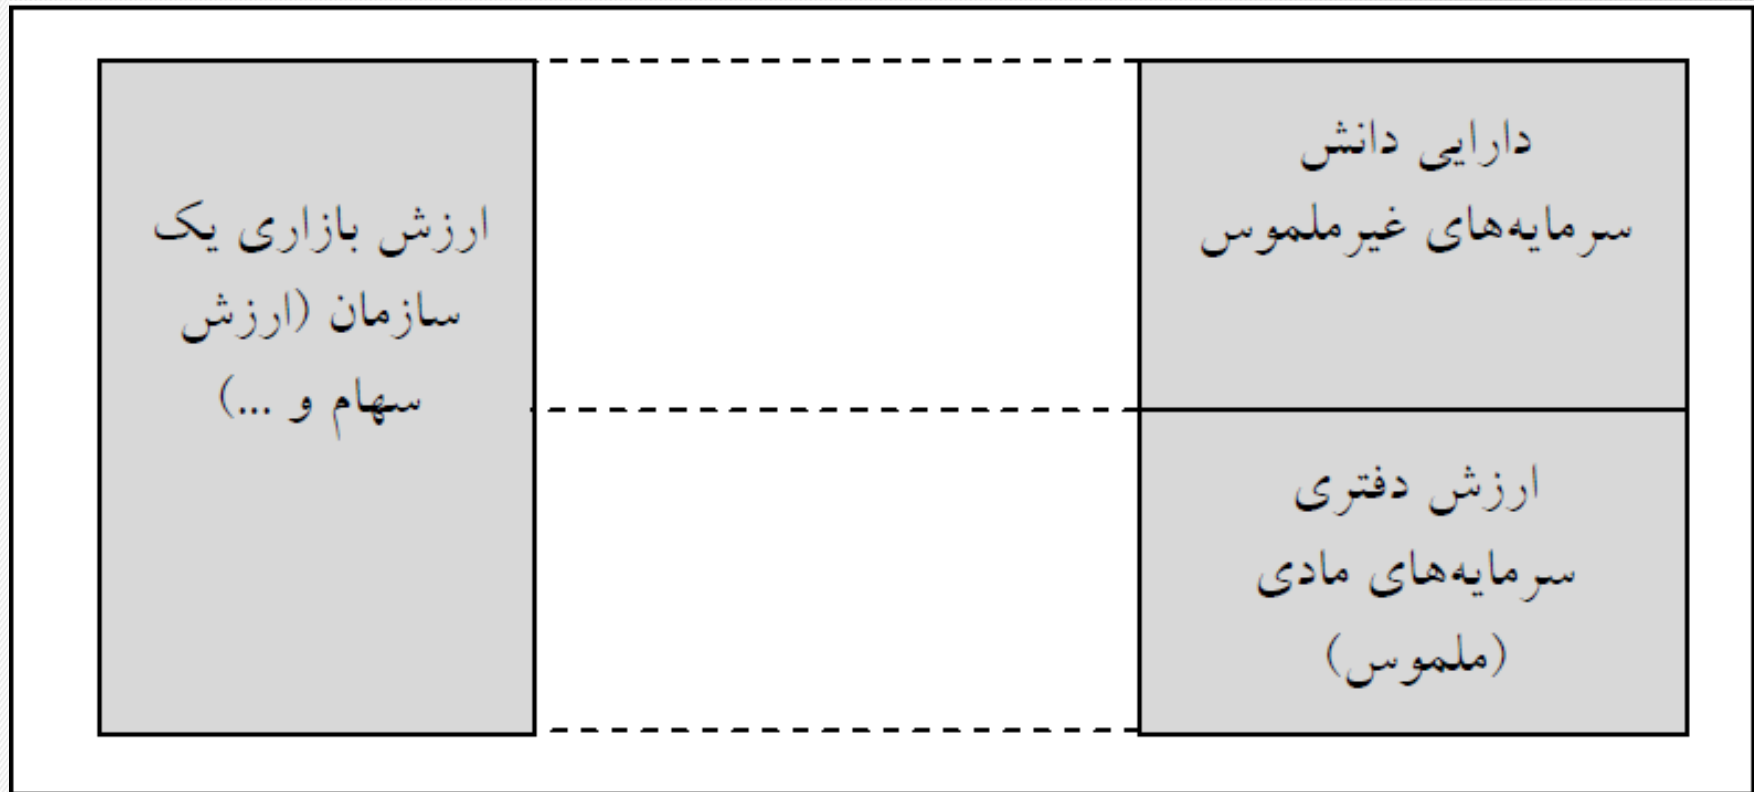 دارایی دانش
سرمایه‌های غیرملموس
ارزش دفتری
سرمایه‌های مادی
(ملموس)
ارزش بازاری یک
سازمان (ارزش
سهام و ...)